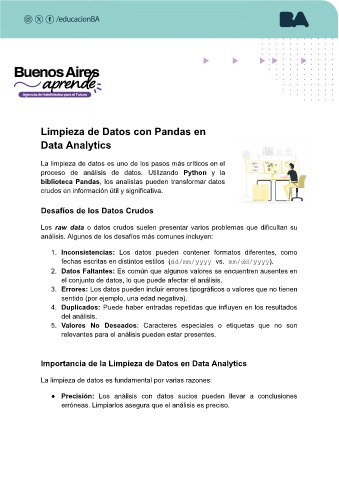 /educacionBA
BA
Buenos Aires
aprende
Agencia de Habilidades para el Futuro
Limpieza de Datos con Pandas en
Data Analytics
La limpieza de datos es uno de los pasos más críticos en el
proceso de análisis de datos. Utilizando Python y la
biblioteca Pandas, los analistas pueden transformar datos
crudos en información útil y significativa.
Desafíos de los Datos Crudos
Los raw data o datos crudos suelen presentar varios problemas que dificultan su
análisis. Algunos de los desafíos más comunes incluyen:
1. Inconsistencias: Los datos pueden contener formatos diferentes, como
fechas escritas en distintos estilos (dd/mm/yyyy vs. mm/dd/yyyy).
2. Datos Faltantes: Es común que algunos valores se encuentren ausentes en
el conjunto de datos, lo que puede afectar el análisis.
3. Errores: Los datos pueden incluir errores tipográficos o valores que no tienen
sentido (por ejemplo, una edad negativa).
4. Duplicados: Puede haber entradas repetidas que influyen en los resultados
del análisis.
5. Valores No Deseados: Caracteres especiales o etiquetas que no son
relevantes para el análisis pueden estar presentes.
Importancia de la Limpieza de Datos en Data Analytics
La limpieza de datos es fundamental por varias razones:
● Precisión: Los análisis con datos sucios pueden llevar a conclusiones
erróneas. Limpiarlos asegura que el análisis es preciso.